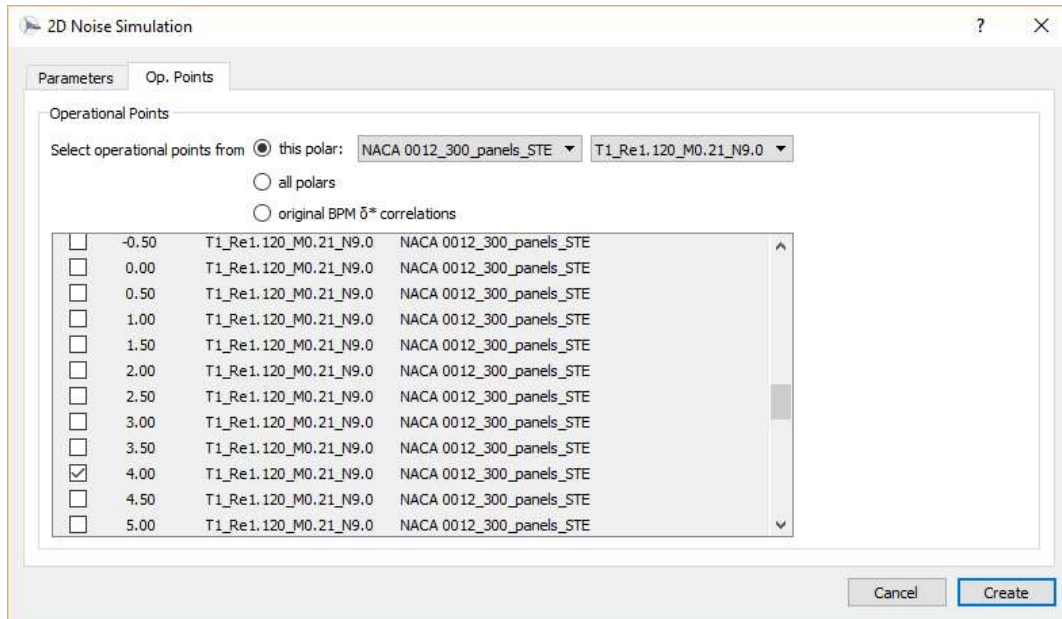 2D Noise Simulation ? X
Parameters Op. Points
Operational Points
Select operational points from this polar: NACA 0012_300_panels_STE T1_Re1.120_M0.21_N9.0
all polars
original BPM δ* correlations
-0.50 T1_Re1.120_M0.21_N9.0 NACA 0012_300_panels_STE
0.00 T1_Re1.120_M0.21_N9.0 NACA 0012_300_panels_STE
0.50 T1_Re1.120_M0.21_N9.0 NACA 0012_300_panels_STE
1.00 T1_Re1.120_M0.21_N9.0 NACA 0012_300_panels_STE
1.50 T1_Re1.120_M0.21_N9.0 NACA 0012_300_panels_STE
2.00 T1_Re1.120_M0.21_N9.0 NACA 0012_300_panels_STE
2.50 T1_Re1.120_M0.21_N9.0 NACA 0012_300_panels_STE
3.00 T1_Re1.120_M0.21_N9.0 NACA 0012_300_panels_STE
3.50 T1_Re1.120_M0.21_N9.0 NACA 0012_300_panels_STE
4.00 T1_Re1.120_M0.21_N9.0 NACA 0012_300_panels_STE
4.50 T1_Re1.120_M0.21_N9.0 NACA 0012_300_panels_STE
5.00 T1_Re1.120_M0.21_N9.0 NACA 0012_300_panels_STE
Cancel Create